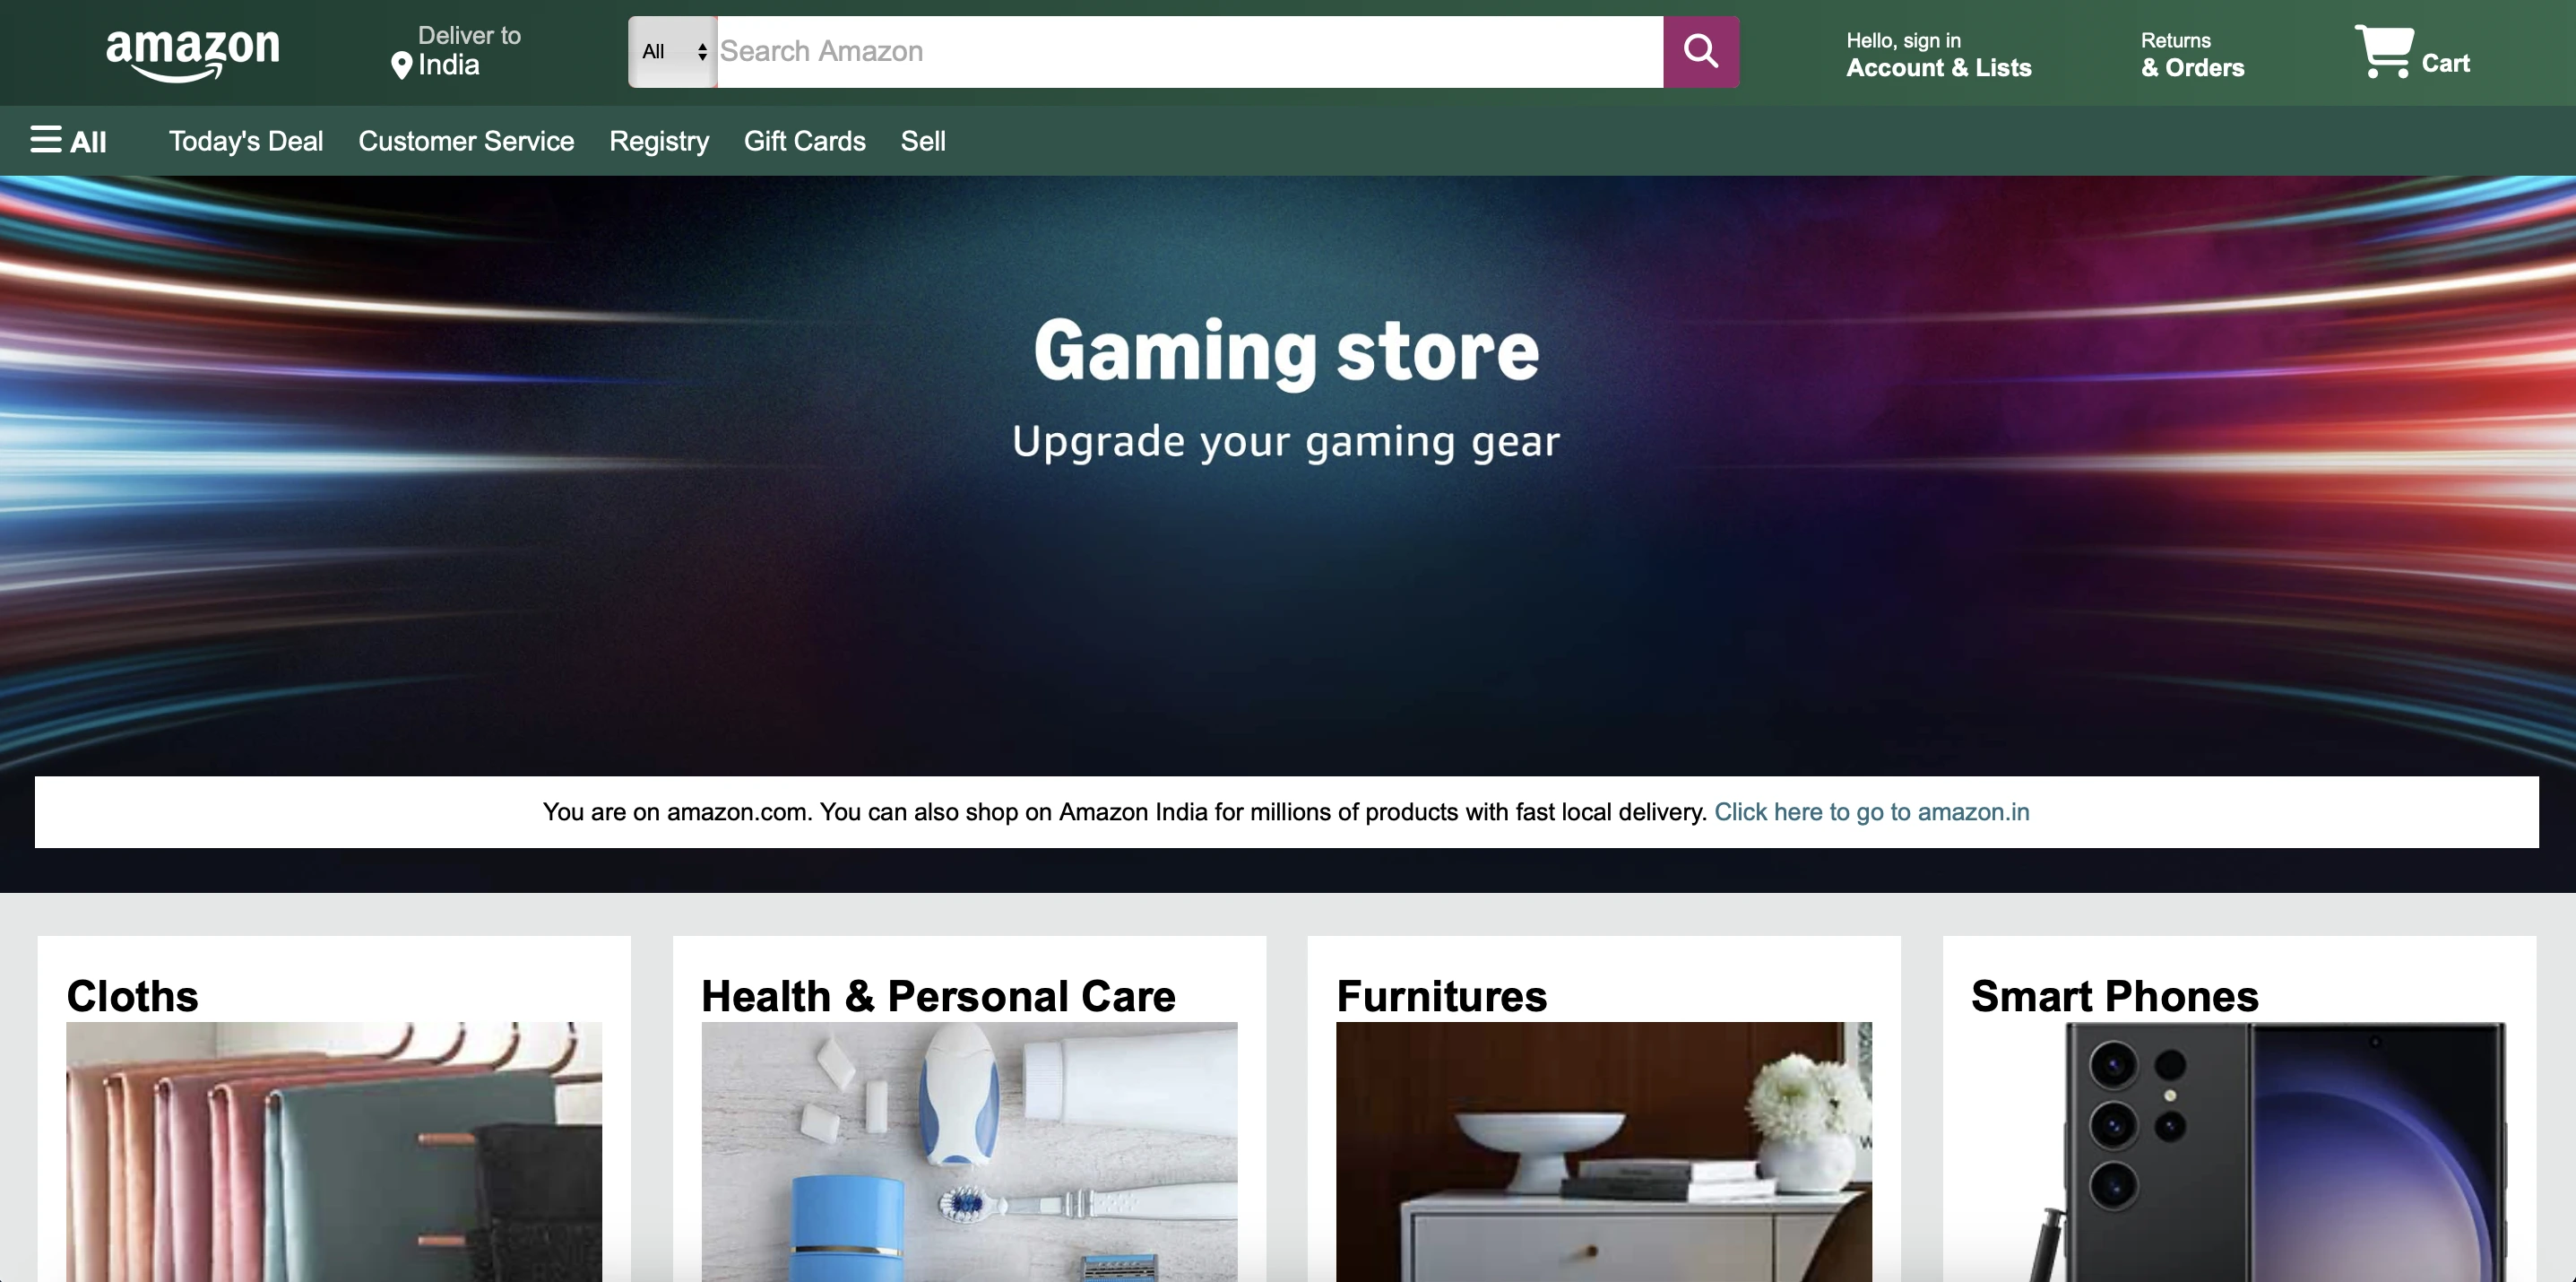 amazon
Deliver to
India
All
Search Amazon
Hello, sign in
Account & Lists
Returns
& Orders
Cart
All
Today's Deal
Customer Service
Registry
Gift Cards
Sell
Gaming store
Upgrade your gaming gear
You are on amazon.com. You can also shop on Amazon India for millions of products with fast local delivery. Click here to go to amazon.in
Cloths
Health & Personal Care
Furnitures
Smart Phones